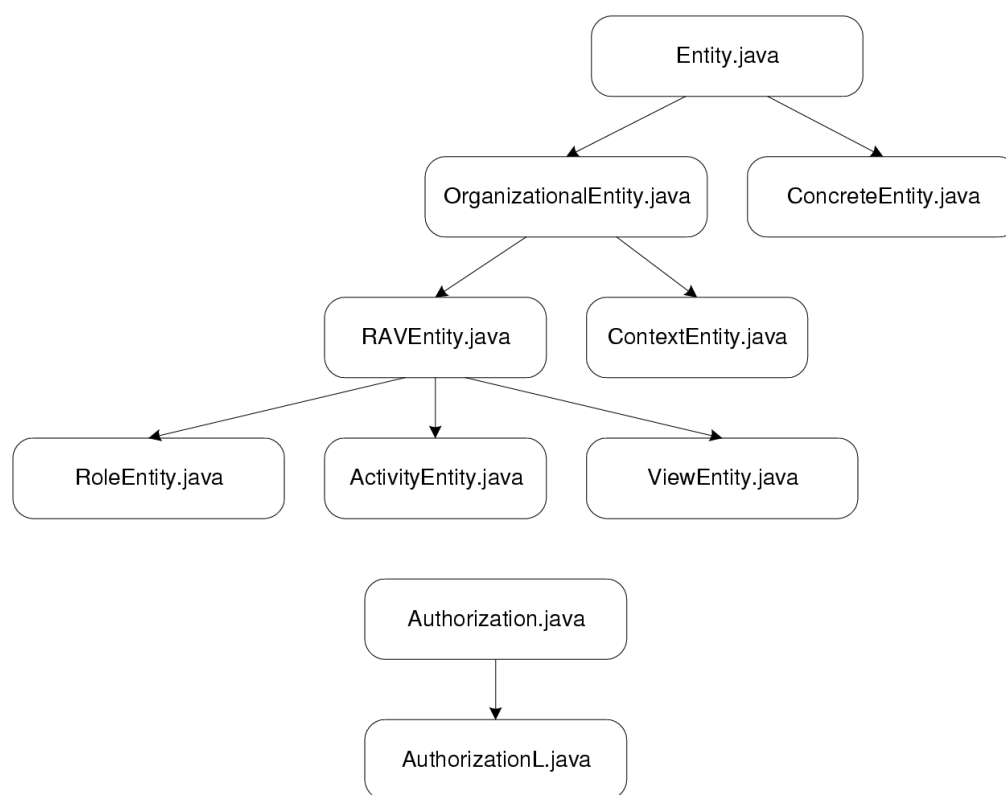 Entity.java
OrganizationalEntity.java
ConcreteEntity.java
RAVEntity.java
ContextEntity.java
RoleEntity.java
ActivityEntity.java
ViewEntity.java
Authorization.java
AuthorizationL.java